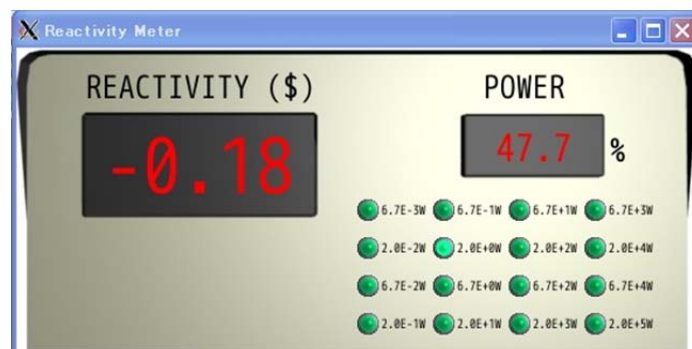 Reactivity Meter
REACTIVITY ($)
POWER
-0.18
47.7 %
6.7E-3W 6.7E-1W 6.7E+1W 6.7E+3W
2.0E-2W 2.0E+0W 2.0E+2W 2.0E+4W
6.7E-2W 6.7E+0W 6.7E+2W 6.7E+4W
2.0E-1W 2.0E+1W 2.0E+3W 2.0E+5W